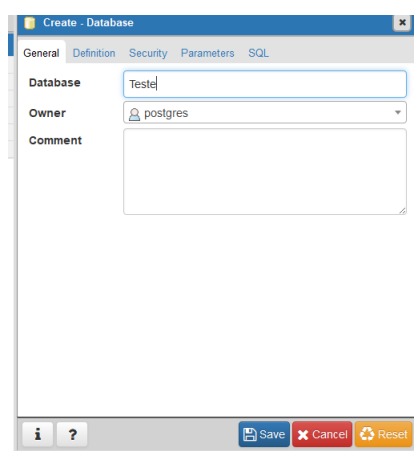 Create - Database
General Definition Security Parameters SQL
Database Teste
Owner postgres
Comment
i ? Save Cancel Reset